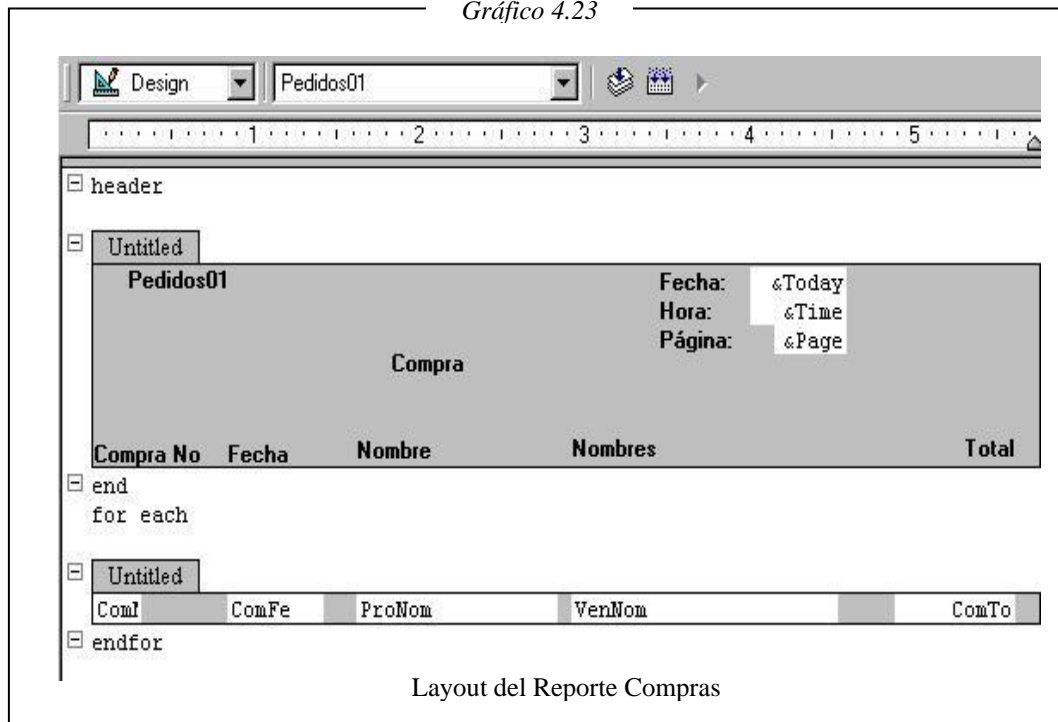 Gráfico 4.23
Design Pedidos01
1 2 3 4 5
header
Untitled
Pedidos01 Fecha: &Today
Hora: &Time
Página: &Page
Compra
Compra No Fecha Nombre Nombres Total
end
for each
Untitled
ComI ComFe ProNom VenNom ComTo
endfor
Layout del Reporte Compras